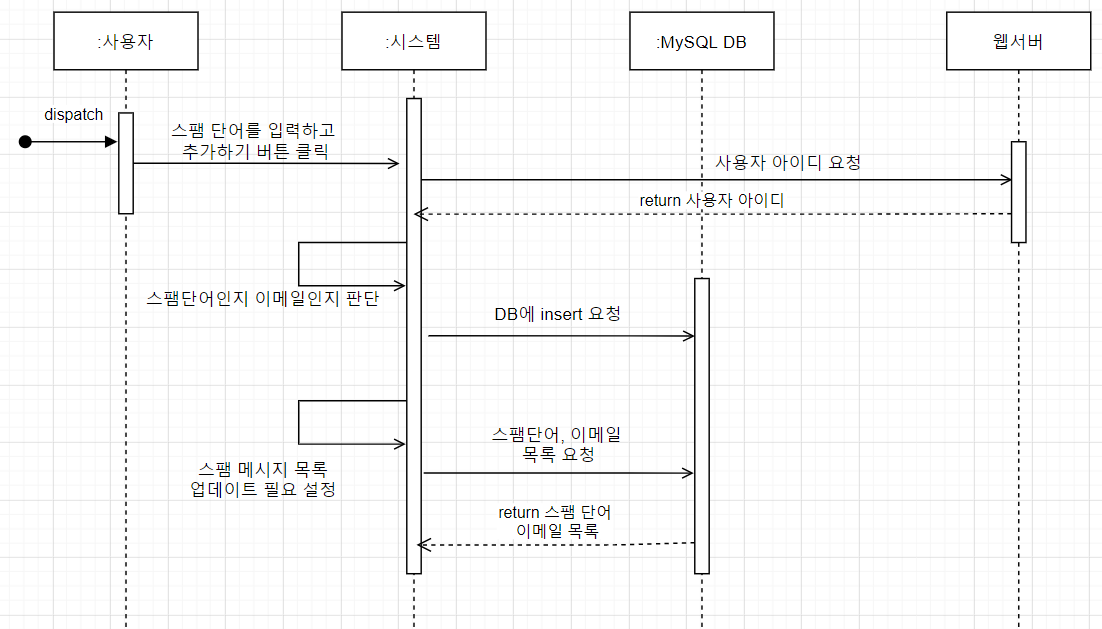 :사용자
:시스템
:MySQL DB
웹서버
dispatch
스팸 단어를 입력하고
추가하기 버튼 클릭
사용자 아이디 요청
return 사용자 아이디
스팸단어인지 이메일인지 판단
DB에 insert 요청
스팸단어, 이메일
목록 요청
스팸 메시지 목록
업데이트 필요 설정
return 스팸 단어
이메일 목록